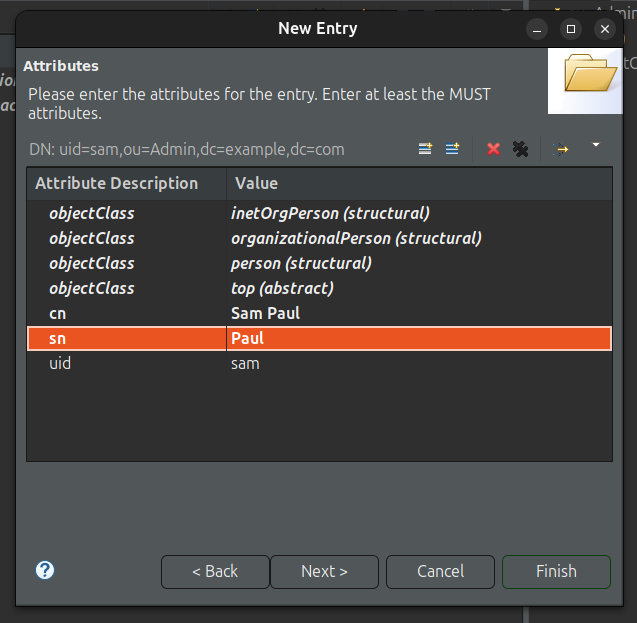 New Entry
Attributes
Please enter the attributes for the entry. Enter at least the MUST
attributes.
DN: uid=sam,ou=Admin,dc=example,dc=com
Attribute Description Value
objectClass inetOrgPerson (structural)
objectClass organizationalPerson (structural)
objectClass person (structural)
objectClass top (abstract)
cn Sam Paul
sn Paul
uid sam
< Back Next > Cancel Finish